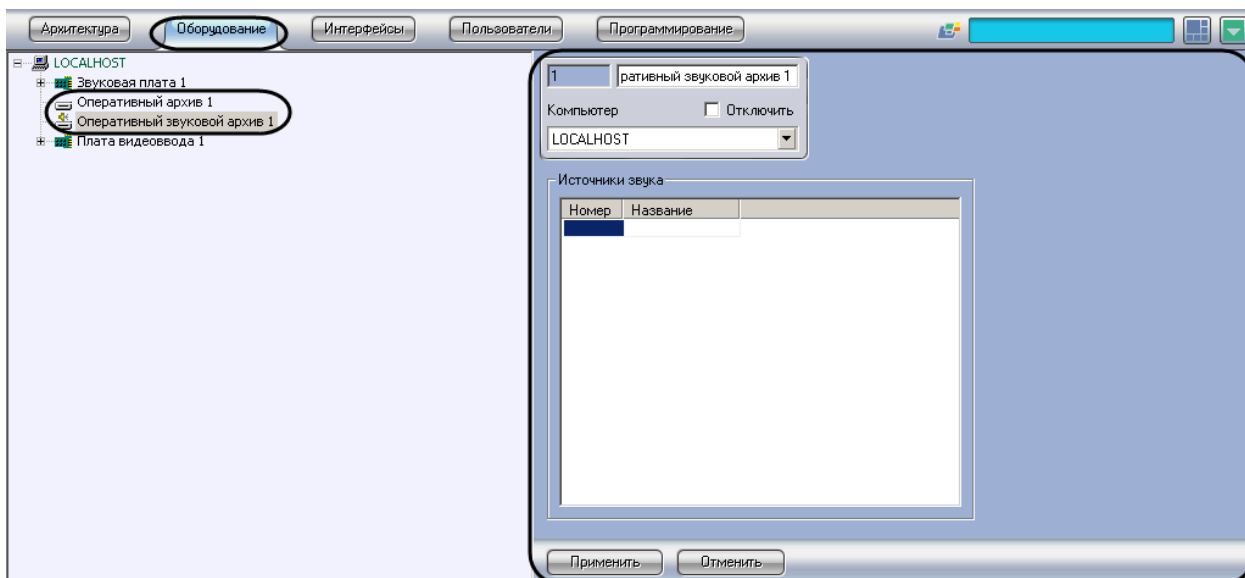 Архитектура Оборудование Интерфейсы Пользователи Программирование
LOCALHOST
Звуковая плата 1
Оперативный архив 1
Оперативный звуковой архив 1
Плата видеоввода 1
1 ративный звуковой архив 1
Компьютер Отключить
LOCALHOST
Источники звука
Номер Название
Применить Отменить